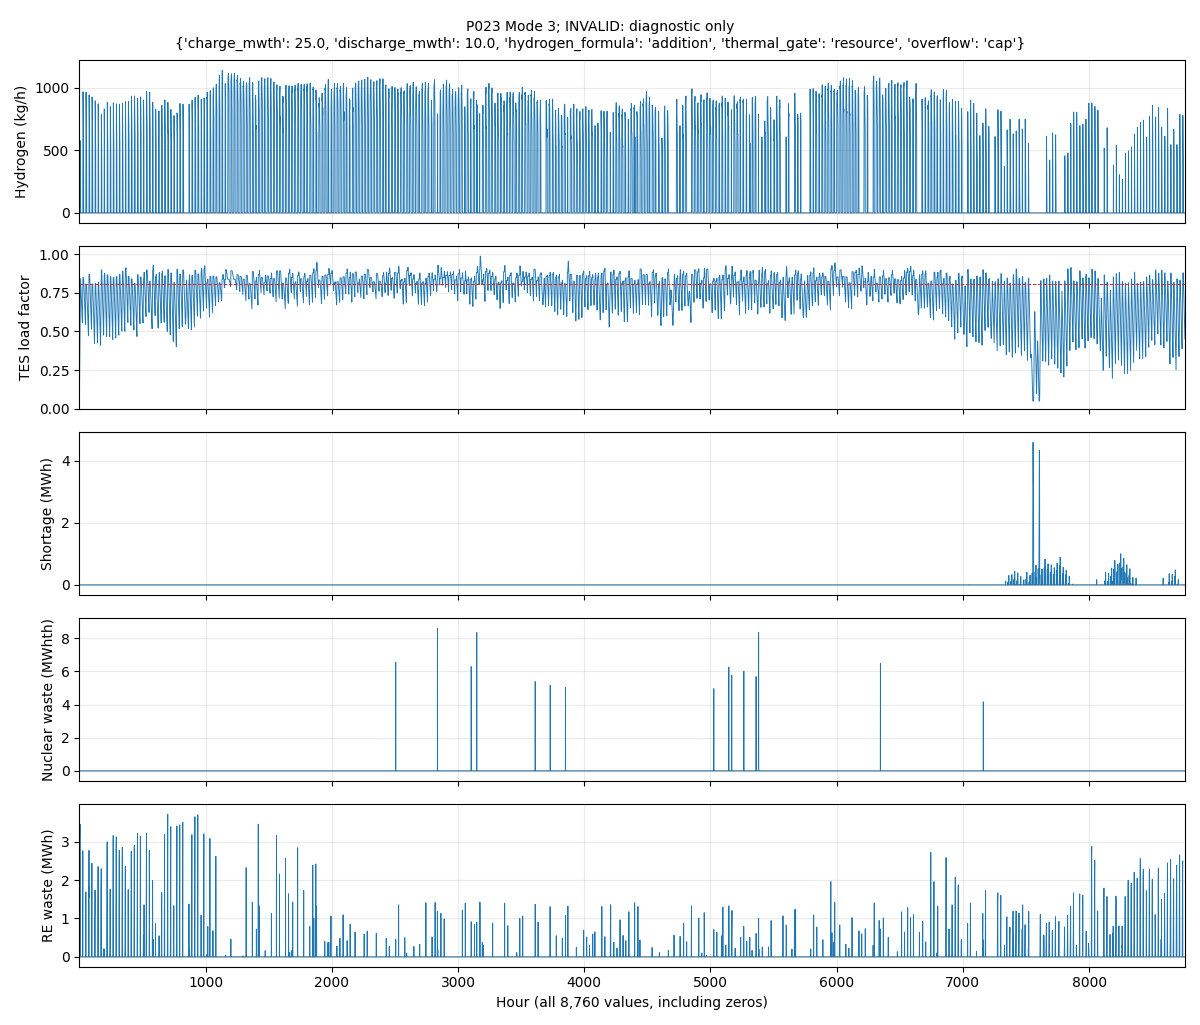 P023 Mode 3; INVALID: diagnostic only
{'charge_mwth': 25.0, 'discharge_mwth': 10.0, 'hydrogen_formula': 'addition', 'thermal_gate': 'resource', 'overflow': 'cap'}
Hydrogen (kg/h)
1000
500
0
TES load factor
1.00
0.75
0.50
0.25
0.00
Shortage (MWh)
4
2
0
Nuclear waste (MWhth)
8
6
4
2
0
RE waste (MWh)
3
2
1
0
1000 2000 3000 4000 5000 6000 7000 8000
Hour (all 8,760 values, including zeros)